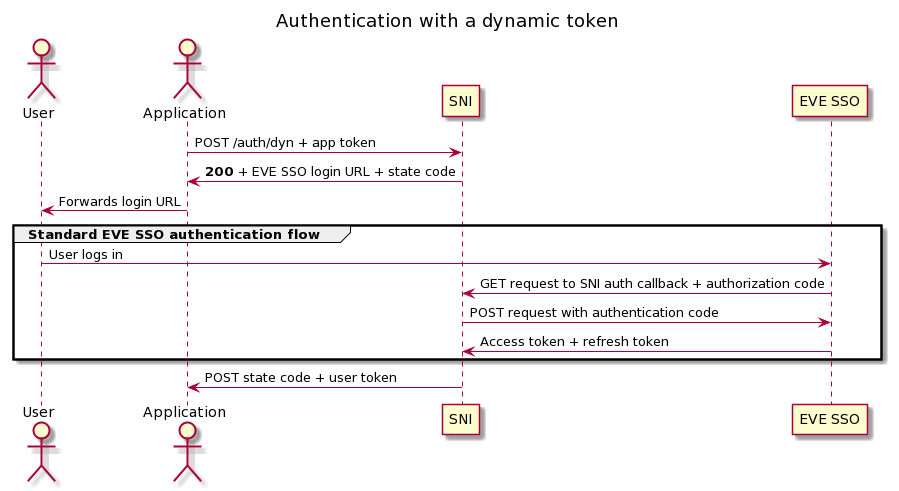 Authentication with a dynamic token
User
Application
SNI
EVE SSO
POST /auth/dyn + app token
200 + EVE SSO login URL + state code
Forwards login URL
Standard EVE SSO authentication flow
User logs in
GET request to SNI auth callback + authorization code
POST request with authentication code
Access token + refresh token
POST state code + user token
User
Application
SNI
EVE SSO